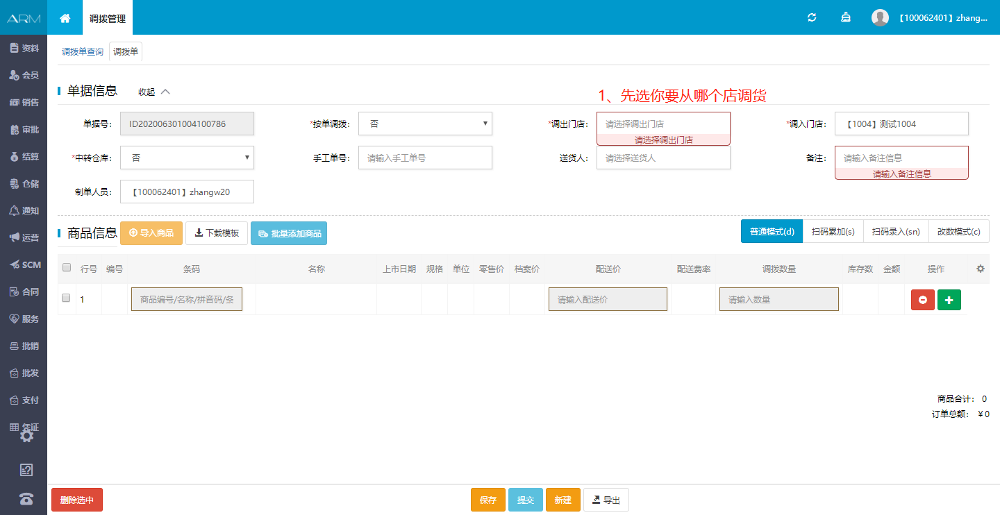 ARM
调拨管理
【100062401】zhang...
资料
会员
销售
审批
结算
仓储
通知
运营
SCM
合同
服务
批销
批发
支付
凭证
调拨单查询 调拨单
单据信息 收起
1、先选你要从哪个店调货
单据号： ID202006301004100786 *按单调拨： 否 *调出门店： 请选择调出门店 *调入门店： 【1004】测试1004
请选择调出门店
*中转仓库： 否 手工单号： 请输入手工单号 送货人： 请选择送货人 备注： 请输入备注信息
请输入备注信息
制单人员： 【100062401】zhangw20
商品信息 导入商品 下载模板 批量添加商品 普通模式(d) 扫码累加(s) 扫码录入(sn) 改数模式(c)
行号 编号 条码 名称 上市日期 规格 单位 零售价 档案价 配送价 配送费率 调拨数量 库存数 金额 操作
1 商品编号/名称/拼音码/条 请输入配送价 请输入数量
商品合计： 0
订单总额： ￥0
删除选中 保存 提交 新建 导出